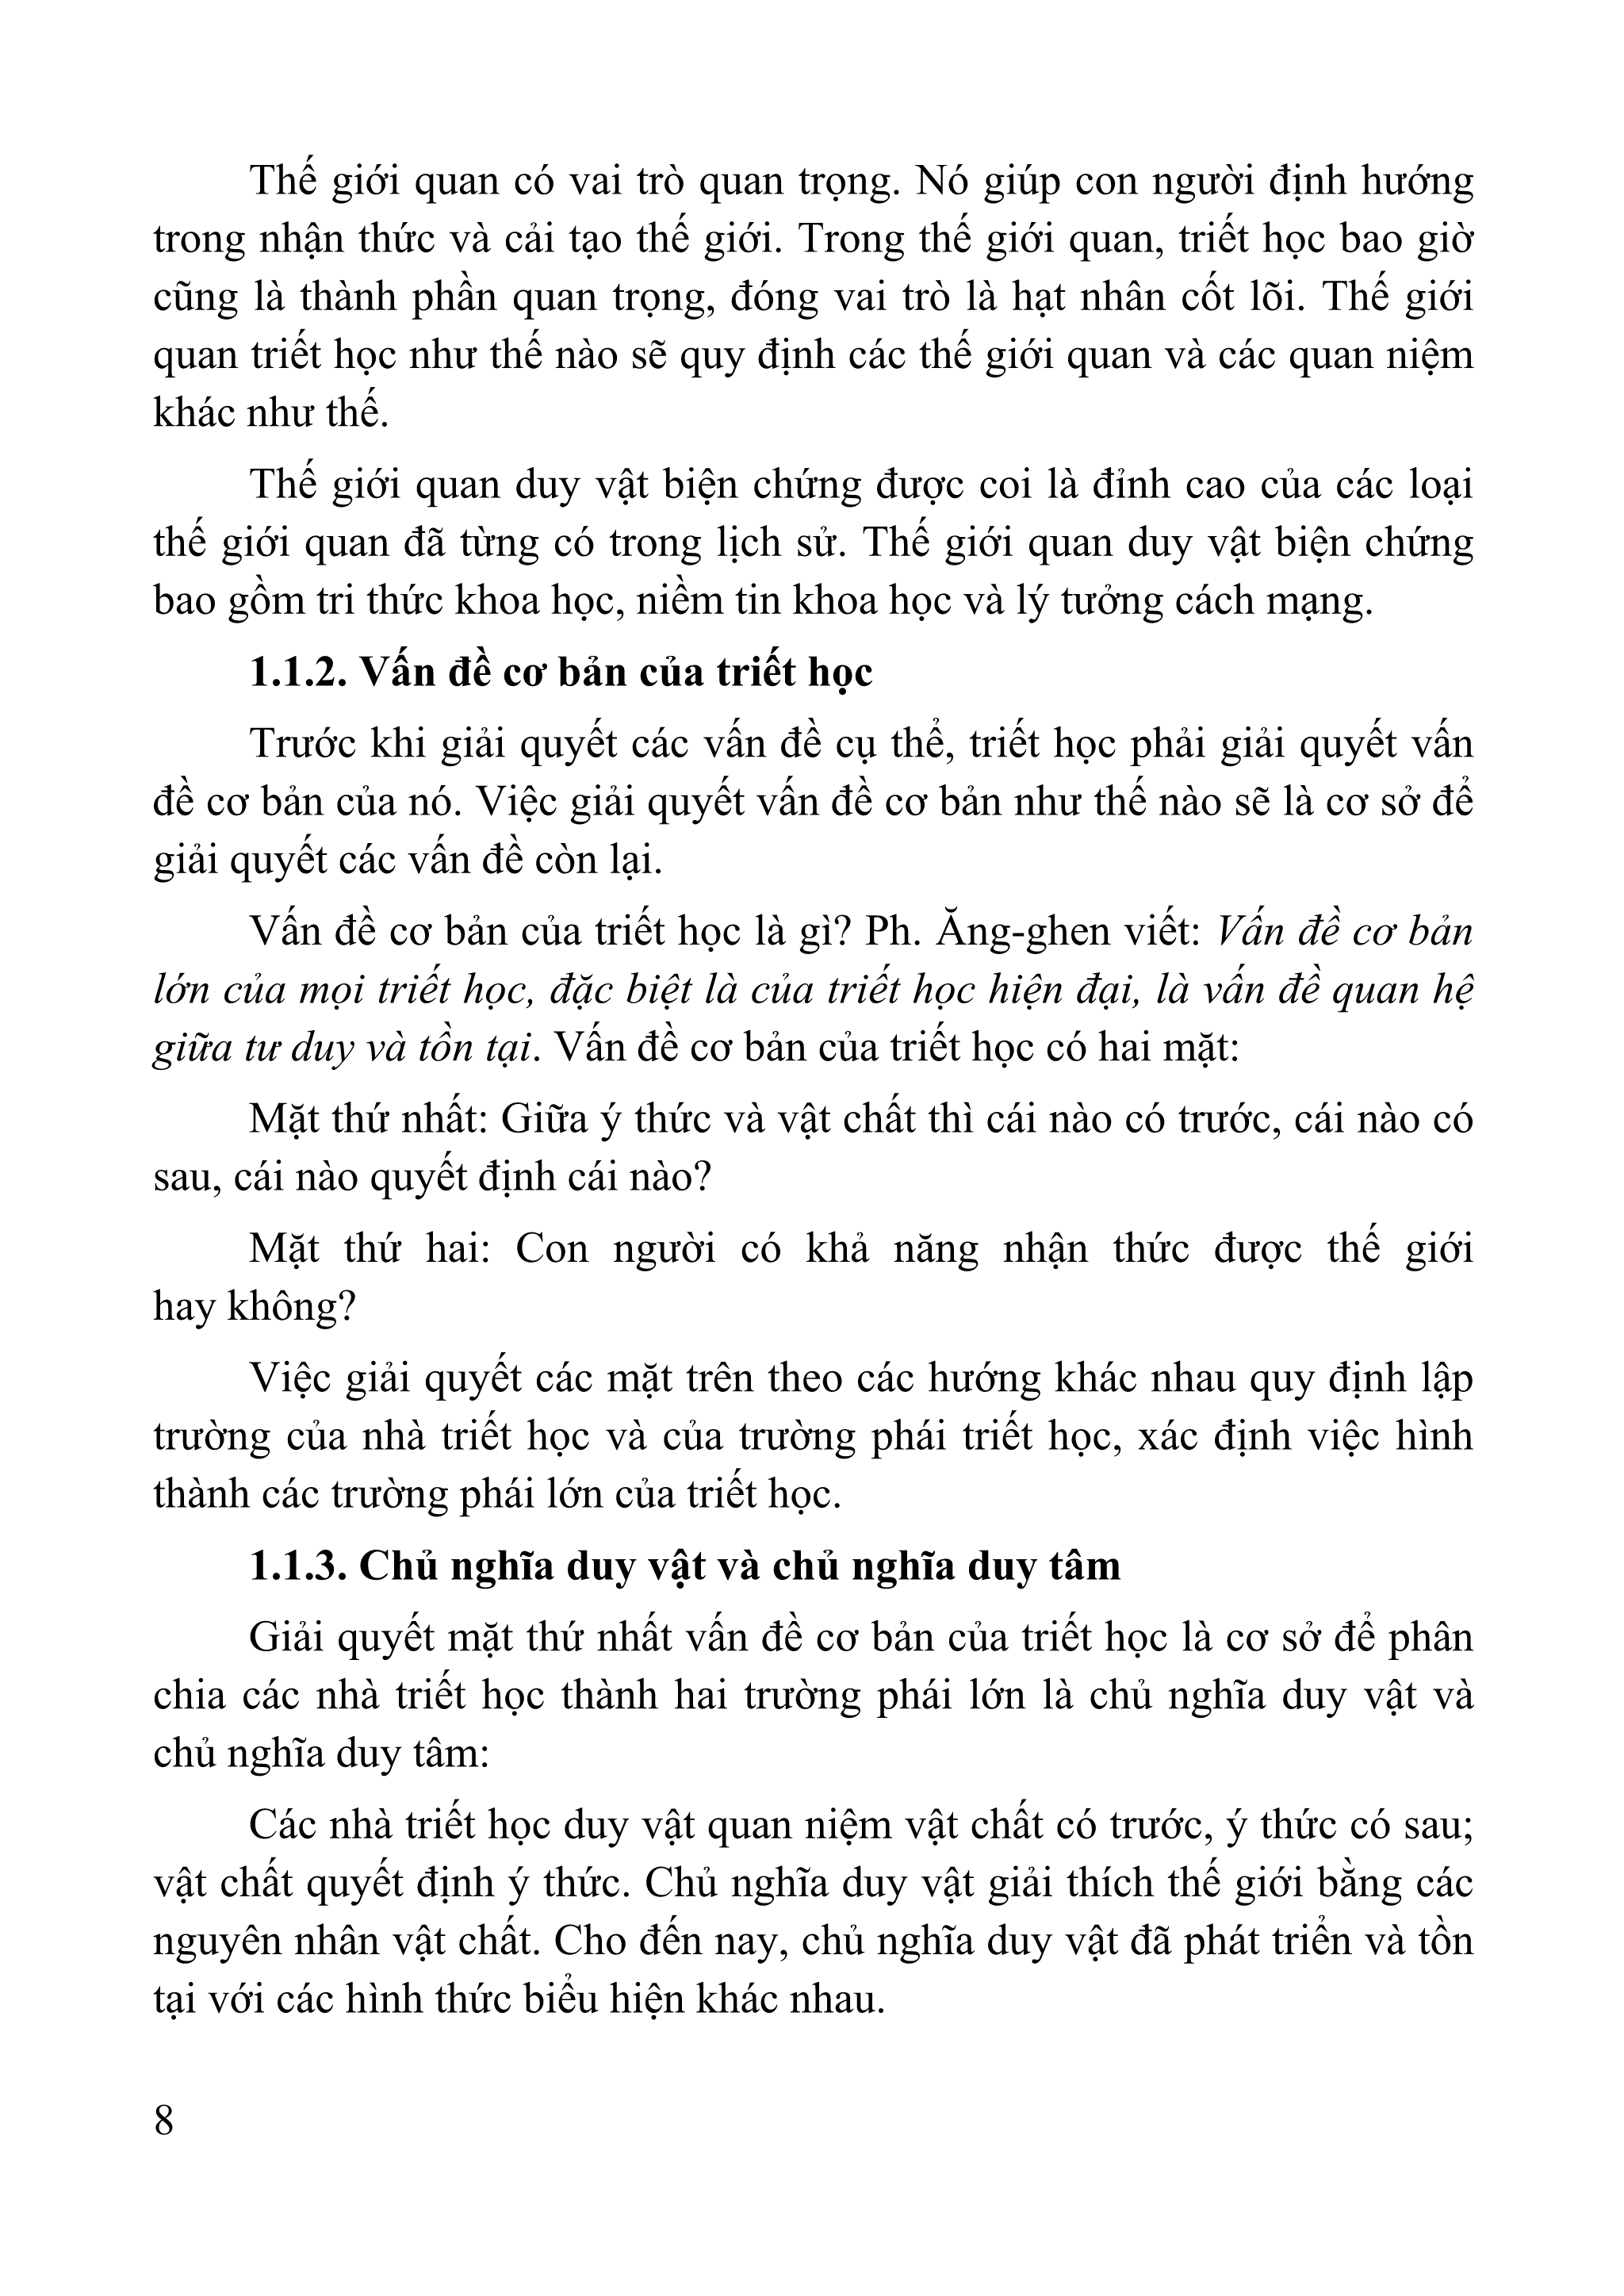 Thế giới quan có vai trò quan trọng. Nó giúp con người định hướng
trong nhận thức và cải tạo thế giới. Trong thế giới quan, triết học bao giờ
cũng là thành phần quan trọng, đóng vai trò là hạt nhân cốt lõi. Thế giới
quan triết học như thế nào sẽ quy định các thế giới quan và các quan niệm
khác như thế.
Thế giới quan duy vật biện chứng được coi là đỉnh cao của các loại
thế giới quan đã từng có trong lịch sử. Thế giới quan duy vật biện chứng
bao gồm tri thức khoa học, niềm tin khoa học và lý tưởng cách mạng.
1.1.2. Vấn đề cơ bản của triết học
Trước khi giải quyết các vấn đề cụ thể, triết học phải giải quyết vấn
đề cơ bản của nó. Việc giải quyết vấn đề cơ bản như thế nào sẽ là cơ sở để
giải quyết các vấn đề còn lại.
Vấn đề cơ bản của triết học là gì? Ph. Ăng-ghen viết: Vấn đề cơ bản
lớn của mọi triết học, đặc biệt là của triết học hiện đại, là vấn đề quan hệ
giữa tư duy và tồn tại. Vấn đề cơ bản của triết học có hai mặt:
Mặt thứ nhất: Giữa ý thức và vật chất thì cái nào có trước, cái nào có
sau, cái nào quyết định cái nào?
Mặt thứ hai: Con người có khả năng nhận thức được thế giới
hay không?
Việc giải quyết các mặt trên theo các hướng khác nhau quy định lập
trường của nhà triết học và của trường phái triết học, xác định việc hình
thành các trường phái lớn của triết học.
1.1.3. Chủ nghĩa duy vật và chủ nghĩa duy tâm
Giải quyết mặt thứ nhất vấn đề cơ bản của triết học là cơ sở để phân
chia các nhà triết học thành hai trường phái lớn là chủ nghĩa duy vật và
chủ nghĩa duy tâm:
Các nhà triết học duy vật quan niệm vật chất có trước, ý thức có sau;
vật chất quyết định ý thức. Chủ nghĩa duy vật giải thích thế giới bằng các
nguyên nhân vật chất. Cho đến nay, chủ nghĩa duy vật đã phát triển và tồn
tại với các hình thức biểu hiện khác nhau.
8